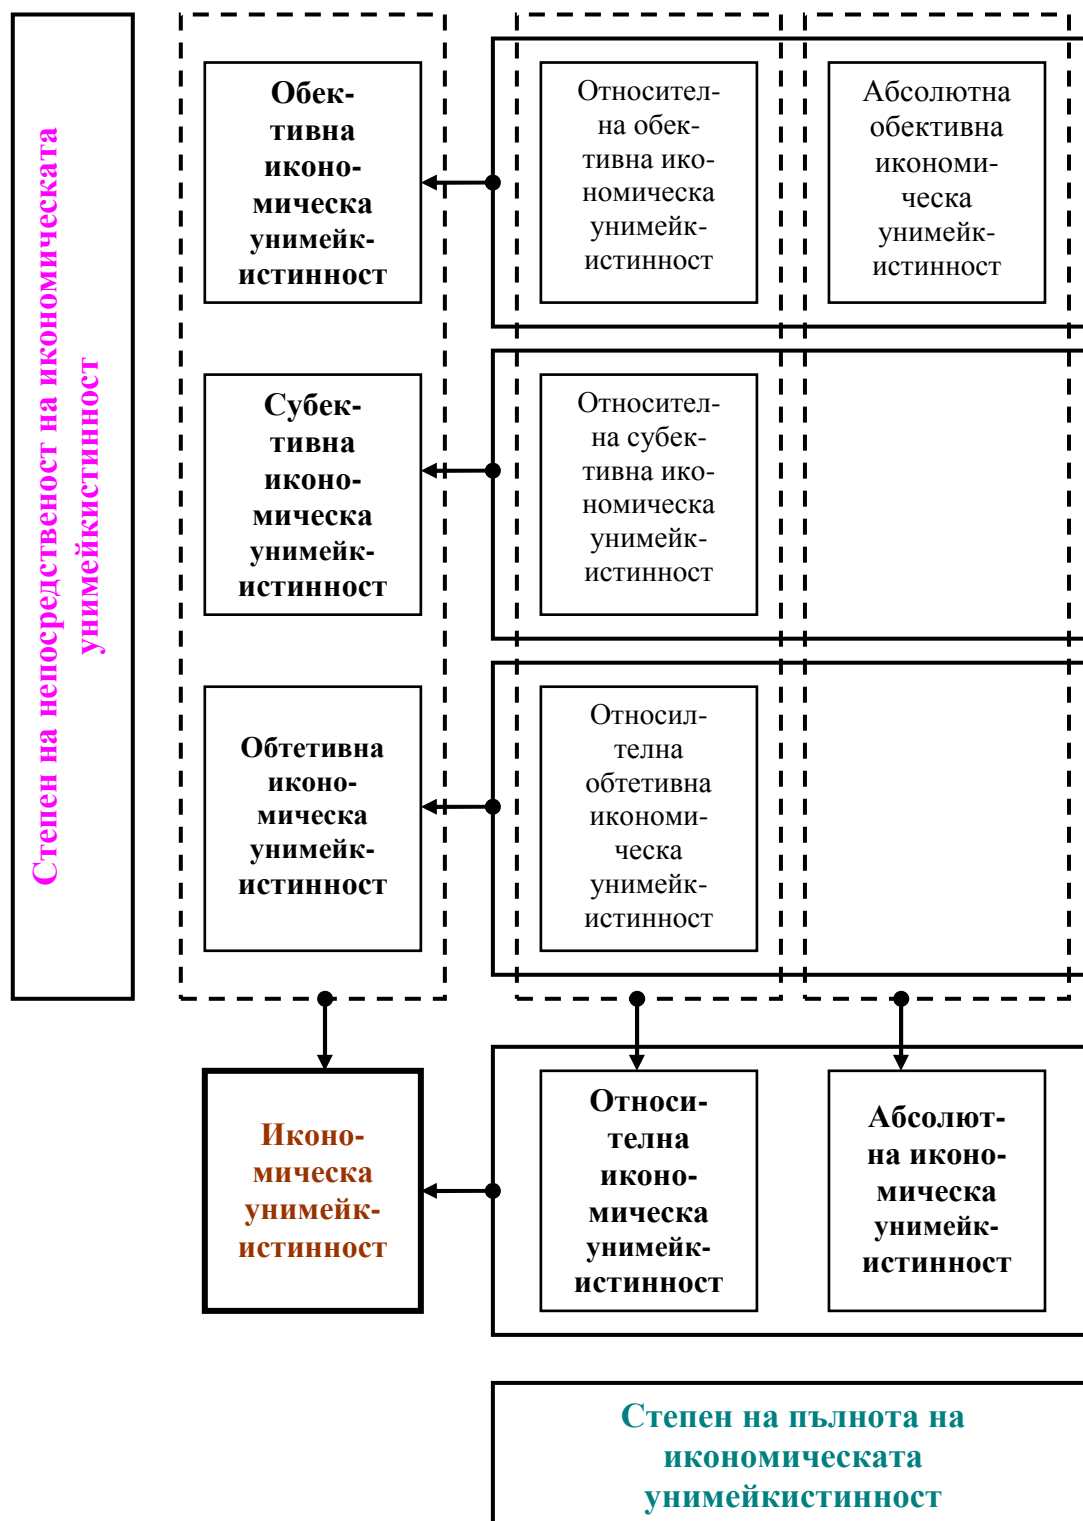 Степен на непосредственост на икономическата
унимейкистинност
Обек-
тивна
иконо-
мическа
унимейк-
истинност
Относител-
на обек-
тивна ико-
номическа
унимейк-
истинност
Абсолютна
обективна
икономи-
ческа
унимейк-
истинност
Субек-
тивна
иконо-
мическа
унимейк-
истинност
Относител-
на субек-
тивна ико-
номическа
унимейк-
истинност
Обтетивна
иконо-
мическа
унимейк-
истинност
Относил-
телна
обтетивна
икономи-
ческа
унимейк-
истинност
Иконо-
мическа
унимейк-
истинност
Относи-
телна
иконо-
мическа
унимейк-
истинност
Абсолют-
на иконо-
мическа
унимейк-
истинност
Степен на пълнота на
икономическата
унимейкистинност